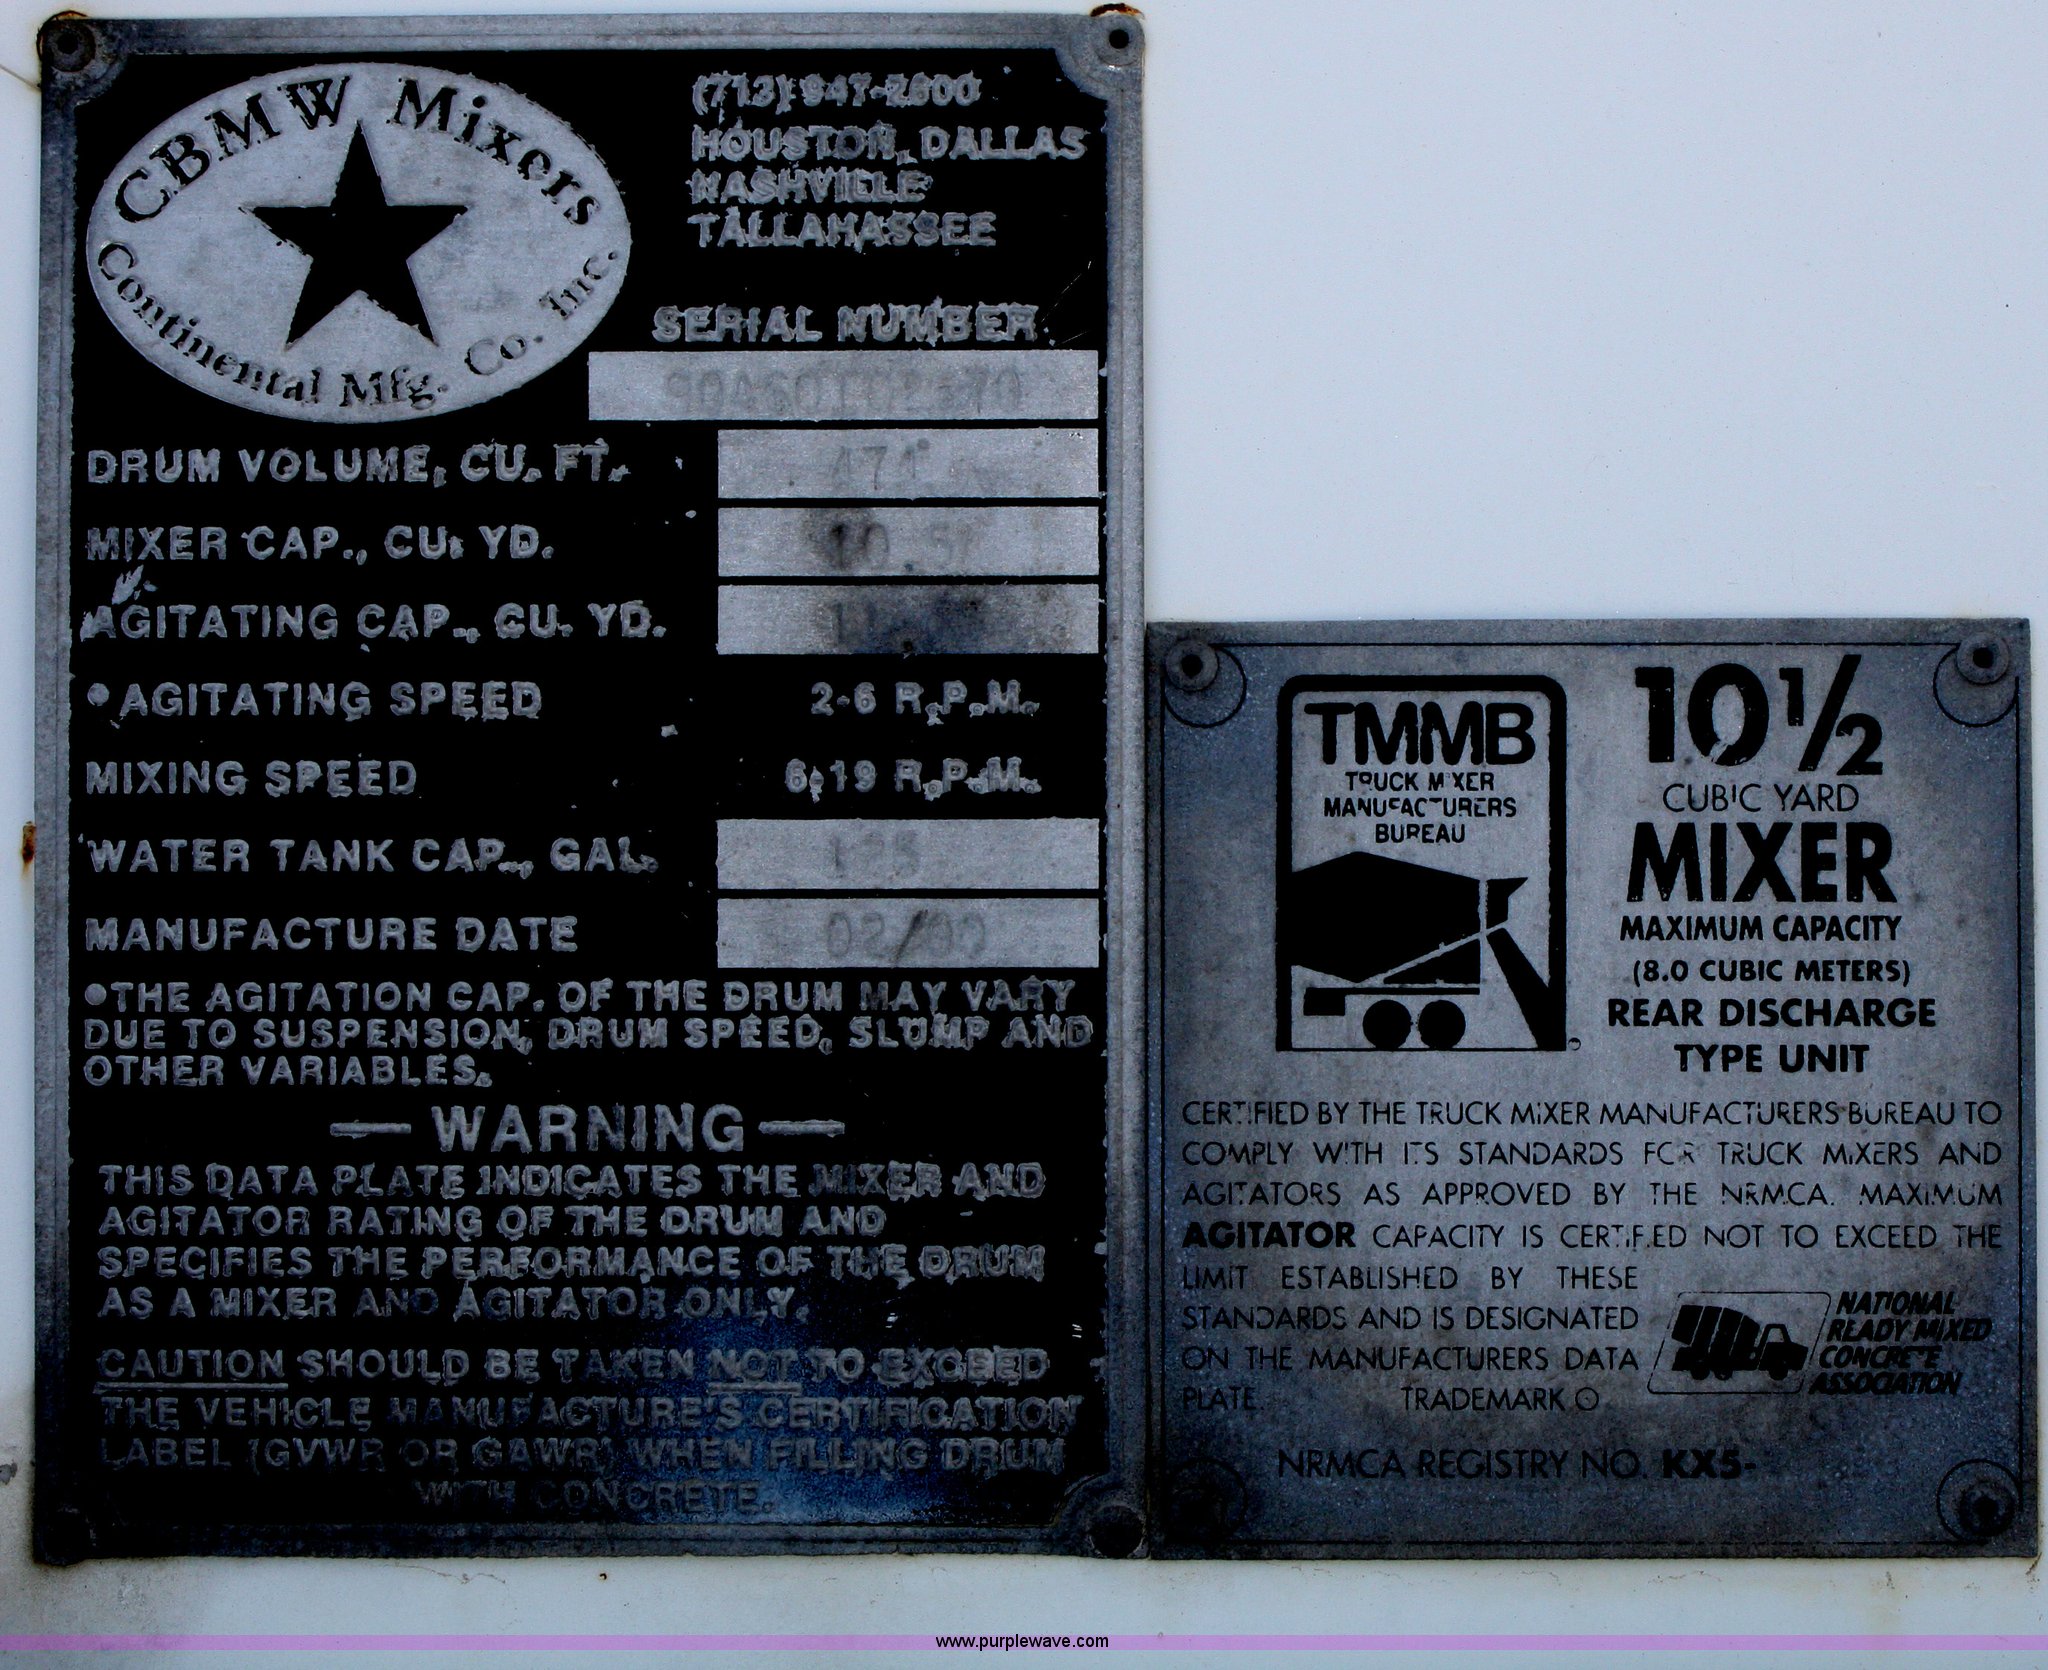 CBMW Mixers
Continental Mfg. Co. Inc.
(713) 947-2600
HOUSTON, DALLAS
NASHVILLE
TALLAHASSEE
SERIAL NUMBER
DRUM VOLUME, CU. FT. 471
MIXER CAP., CU. YD. 10.5
AGITATING CAP., CU. YD.
•AGITATING SPEED 2-6 R.P.M.
MIXING SPEED 6-19 R.P.M.
WATER TANK CAP., GAL.
MANUFACTURE DATE
•THE AGITATION CAP. OF THE DRUM MAY VARY
DUE TO SUSPENSION, DRUM SPEED, SLUMP AND
OTHER VARIABLES.
— WARNING —
THIS DATA PLATE INDICATES THE MIXER AND
AGITATOR RATING OF THE DRUM AND
SPECIFIES THE PERFORMANCE OF THE DRUM
AS A MIXER AND AGITATOR ONLY.
CAUTION SHOULD BE TAKEN NOT TO EXCEED
THE VEHICLE MANUFACTURE'S CERTIFICATION
LABEL (GVWR OR GAWR) WHEN FILLING DRUM
WITH CONCRETE.
TMMB
TRUCK MIXER
MANUFACTURERS
BUREAU
10 1/2
CUBIC YARD
MIXER
MAXIMUM CAPACITY
(8.0 CUBIC METERS)
REAR DISCHARGE
TYPE UNIT
CERTIFIED BY THE TRUCK MIXER MANUFACTURERS BUREAU TO
COMPLY WITH ITS STANDARDS FOR TRUCK MIXERS AND
AGITATORS AS APPROVED BY THE NRMCA. MAXIMUM
AGITATOR CAPACITY IS CERTIFIED NOT TO EXCEED THE
LIMIT ESTABLISHED BY THESE
STANDARDS AND IS DESIGNATED
ON THE MANUFACTURERS DATA
PLATE. TRADEMARK
NATIONAL
READY MIXED
CONCRETE
ASSOCIATION
NRMCA REGISTRY NO. KX5-
www.purplewave.com